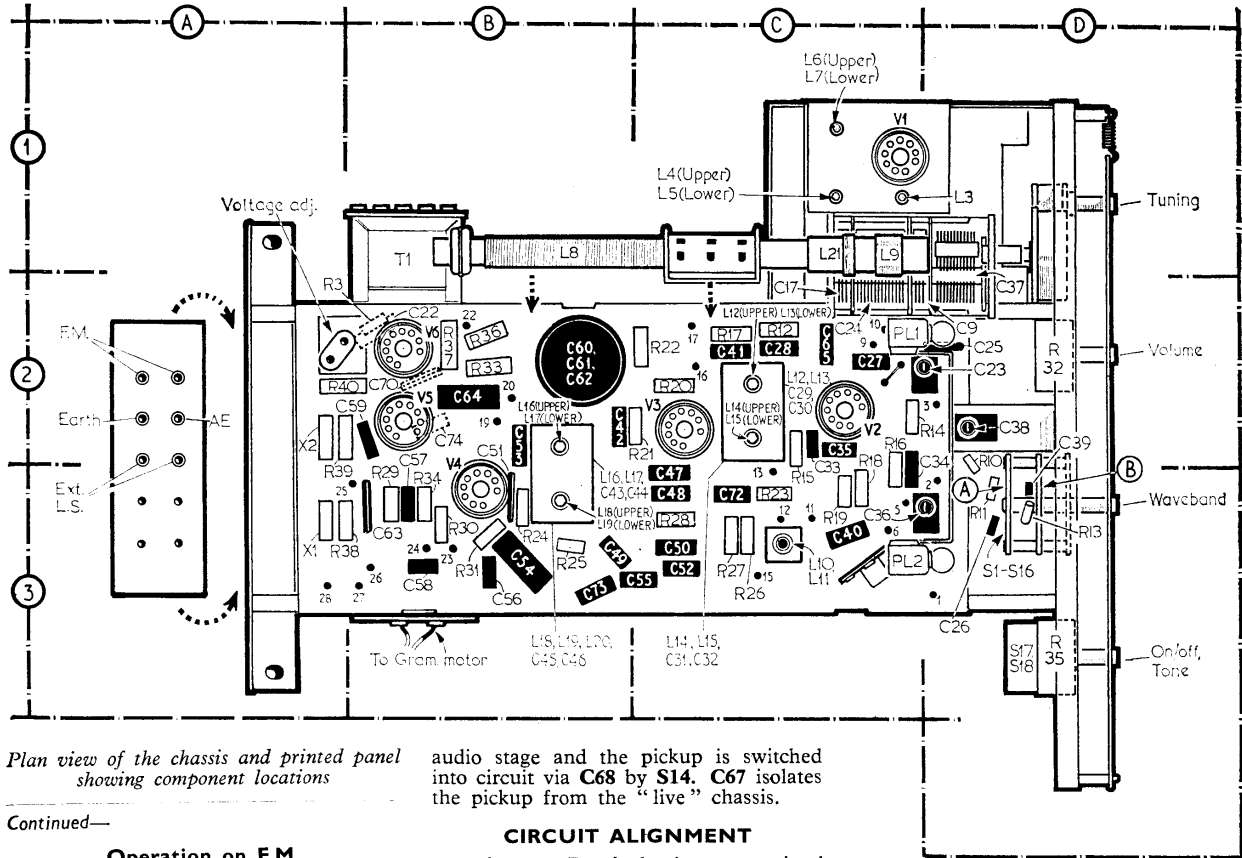 A
B
C
D
L6(Upper)
L7(Lower)
V1
1
L4(Upper)
L5(Lower)
L3
Voltage adj.
Tuning
T1
L8
L21
L9
R3
C17
C37
C22
L12(UPPER) L13(LOWER)
C24
C9
F.M.
V6
R37
22
R36
C60,
C61,
C62
R22
17
R17
R12
C41
C28
C65
10
9
PL1
C25
C27
C23
R
32
Volume
2
R33
16
R40
C70
20
C64
R20
L12, L13,
C29,
C30
Earth
AE
C59
V5
19
L16(UPPER)
L17(LOWER)
C42
V3
L14(UPPER)
L15(LOWER)
V2
3
R14
C38
X2
C74
C53
R21
C39
R39
C57
C51
C35
C33
R16
C34
R10
B
R29
R34
V4
L16, L17,
C43, C44
C47
13
R15
R18
2
A
Ext.
L.S.
25
C48
C72
R23
Waveband
R11
L18(UPPER)
L19(LOWER)
R24
R28
12
11
R19
C36
5
R13
X1
R38
C63
R30
C40
6
24
23
R31
R25
C49
C50
R27
L10,
L11
PL2
S1-S16
3
26
C58
C54
C52
15
R26
28
27
C56
C73
C55
1
C26
To Gram. motor
L18, L19, L20,
C45, C46
L14, L15,
C31, C32
S17
S18
R
35
On/off,
Tone
Plan view of the chassis and printed panel
showing component locations
Continued—
Operation on F.M.
audio stage and the pickup is switched
into circuit via C68 by S14. C67 isolates
the pickup from the "live" chassis.
CIRCUIT ALIGNMENT